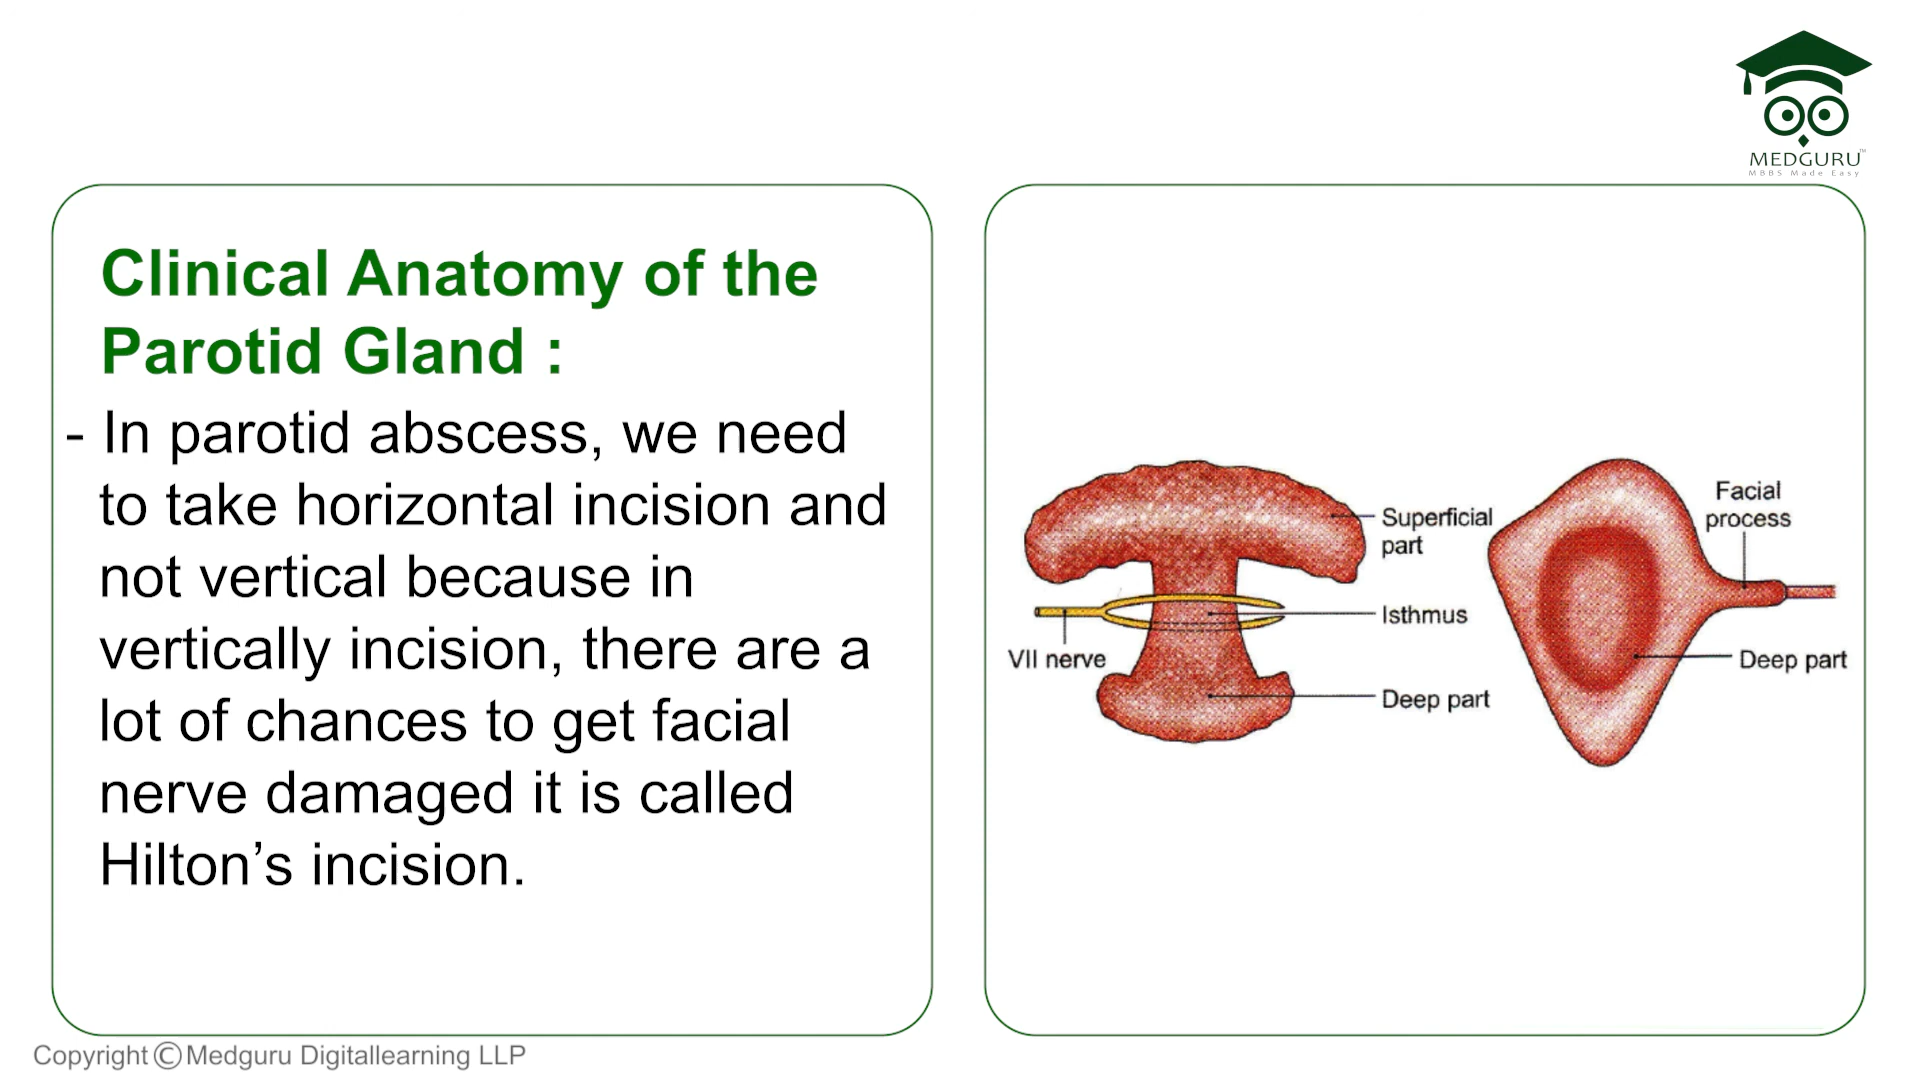 MEDGURU™
MBBS Made Easy
Clinical Anatomy of the
Parotid Gland :
- In parotid abscess, we need
to take horizontal incision and
not vertical because in
vertically incision, there are a
lot of chances to get facial
nerve damaged it is called
Hilton’s incision.
Superficial
part
Isthmus
VII nerve
Deep part
Facial
process
Deep part
Copyright © Medguru Digitallearning LLP